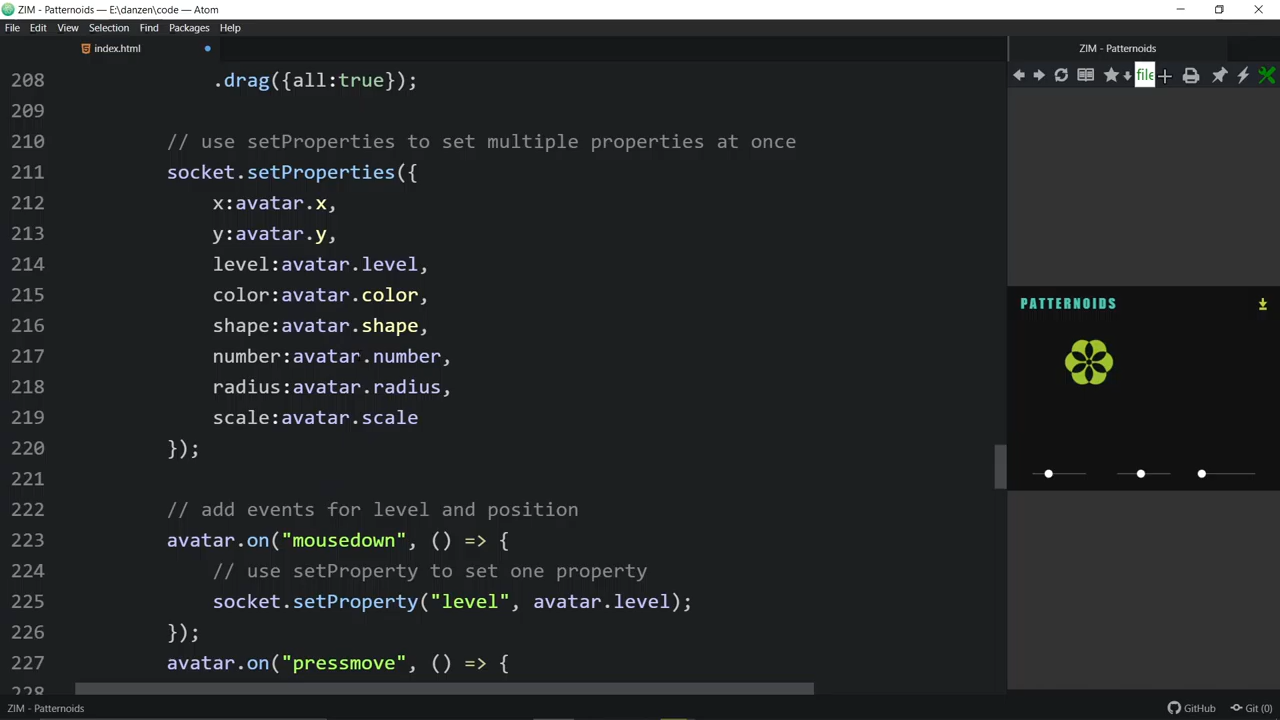 ZIM - Patternoids — E:\danzen\code — Atom
File Edit View Selection Find Packages Help
index.html
ZIM - Patternoids
file
208 .drag({all:true});
209
210 // use setProperties to set multiple properties at once
211 socket.setProperties({
212 x:avatar.x,
213 y:avatar.y,
214 level:avatar.level,
215 color:avatar.color,
216 shape:avatar.shape,
217 number:avatar.number,
218 radius:avatar.radius,
219 scale:avatar.scale
220 });
221
222 // add events for level and position
223 avatar.on("mousedown", () => {
224 // use setProperty to set one property
225 socket.setProperty("level", avatar.level);
226 });
227 avatar.on("pressmove", () => {
228
PATTERNOIDS
ZIM - Patternoids
GitHub
Git (0)